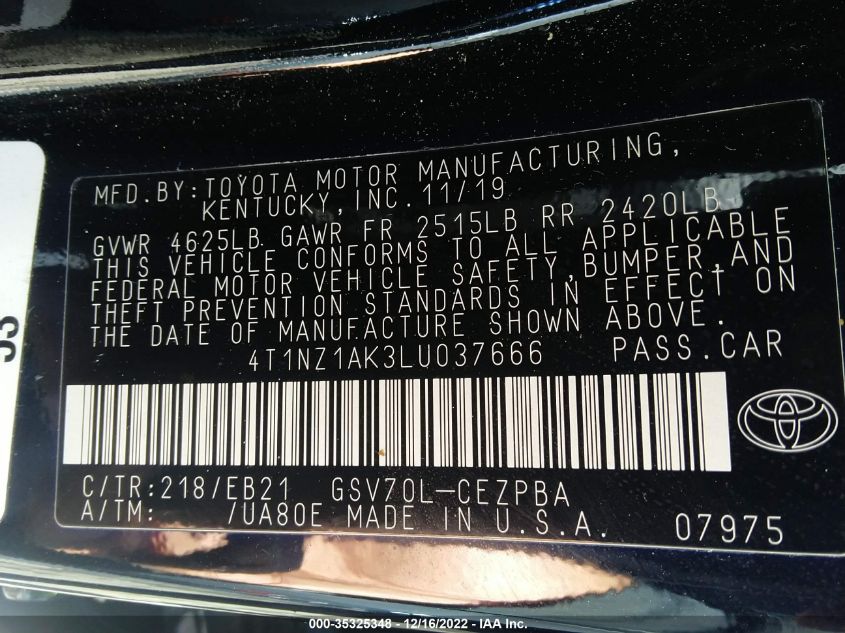 MFD.BY:TOYOTA MOTOR MANUFACTURING,
KENTUCKY,INC.11/19
GVWR 4625LB GAWR FR 2515LB RR 2420LB
THIS VEHICLE CONFORMS TO ALL APPLICABLE
FEDERAL MOTOR VEHICLE SAFETY,BUMPER,AND
THEFT PREVENTION STANDARDS IN EFFECT ON
THE DATE OF MANUFACTURE SHOWN ABOVE.
4T1NZ1AK3LU037666 PASS.CAR
C/TR:218/EB21 GSV70L-CEZPBA
A/TM: /UA80E MADE IN U.S.A. 07975
000-35325348 - 12/16/2022 - IAA Inc.